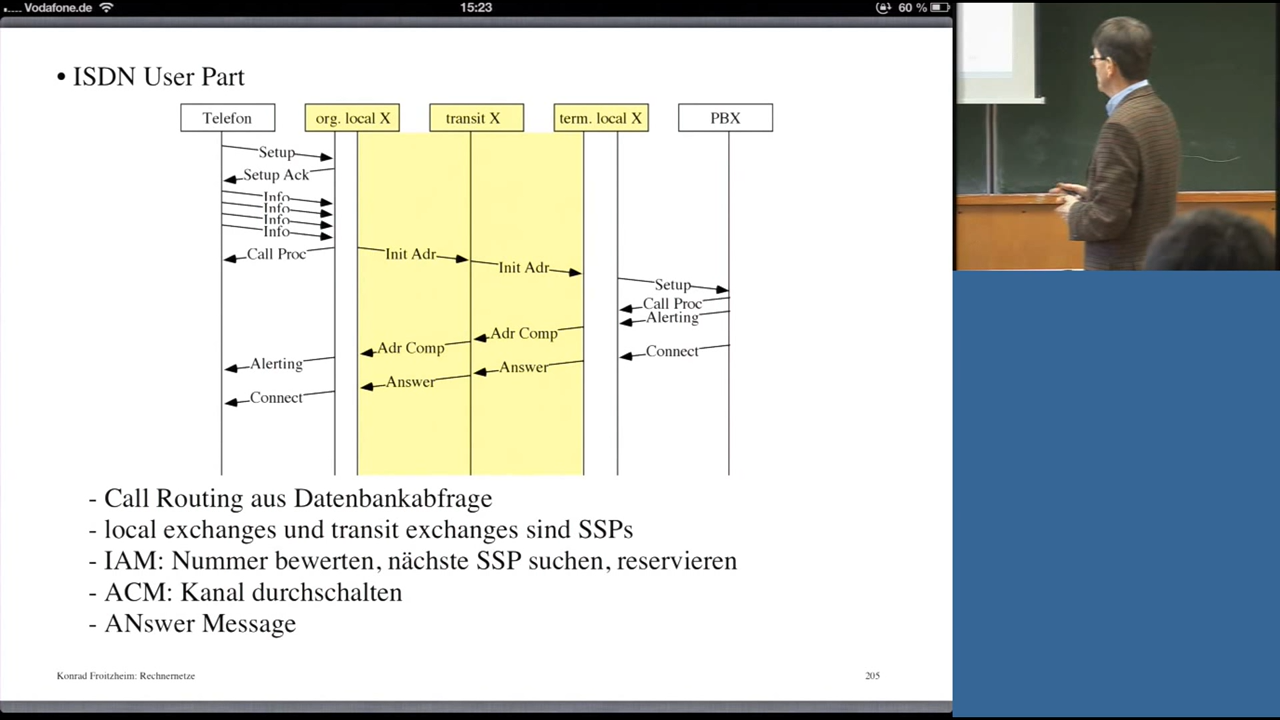 Vodafone.de
15:23
60 %
• ISDN User Part
Telefon
org. local X
transit X
term. local X
PBX
Setup
Setup Ack
Info
Info
Info
Info
Call Proc
Init Adr
Init Adr
Setup
Call Proc
Alerting
Adr Comp
Adr Comp
Alerting
Connect
Answer
Answer
Connect
- Call Routing aus Datenbankabfrage
- local exchanges und transit exchanges sind SSPs
- IAM: Nummer bewerten, nächste SSP suchen, reservieren
- ACM: Kanal durchschalten
- ANswer Message
Konrad Froitzheim: Rechnernetze
205